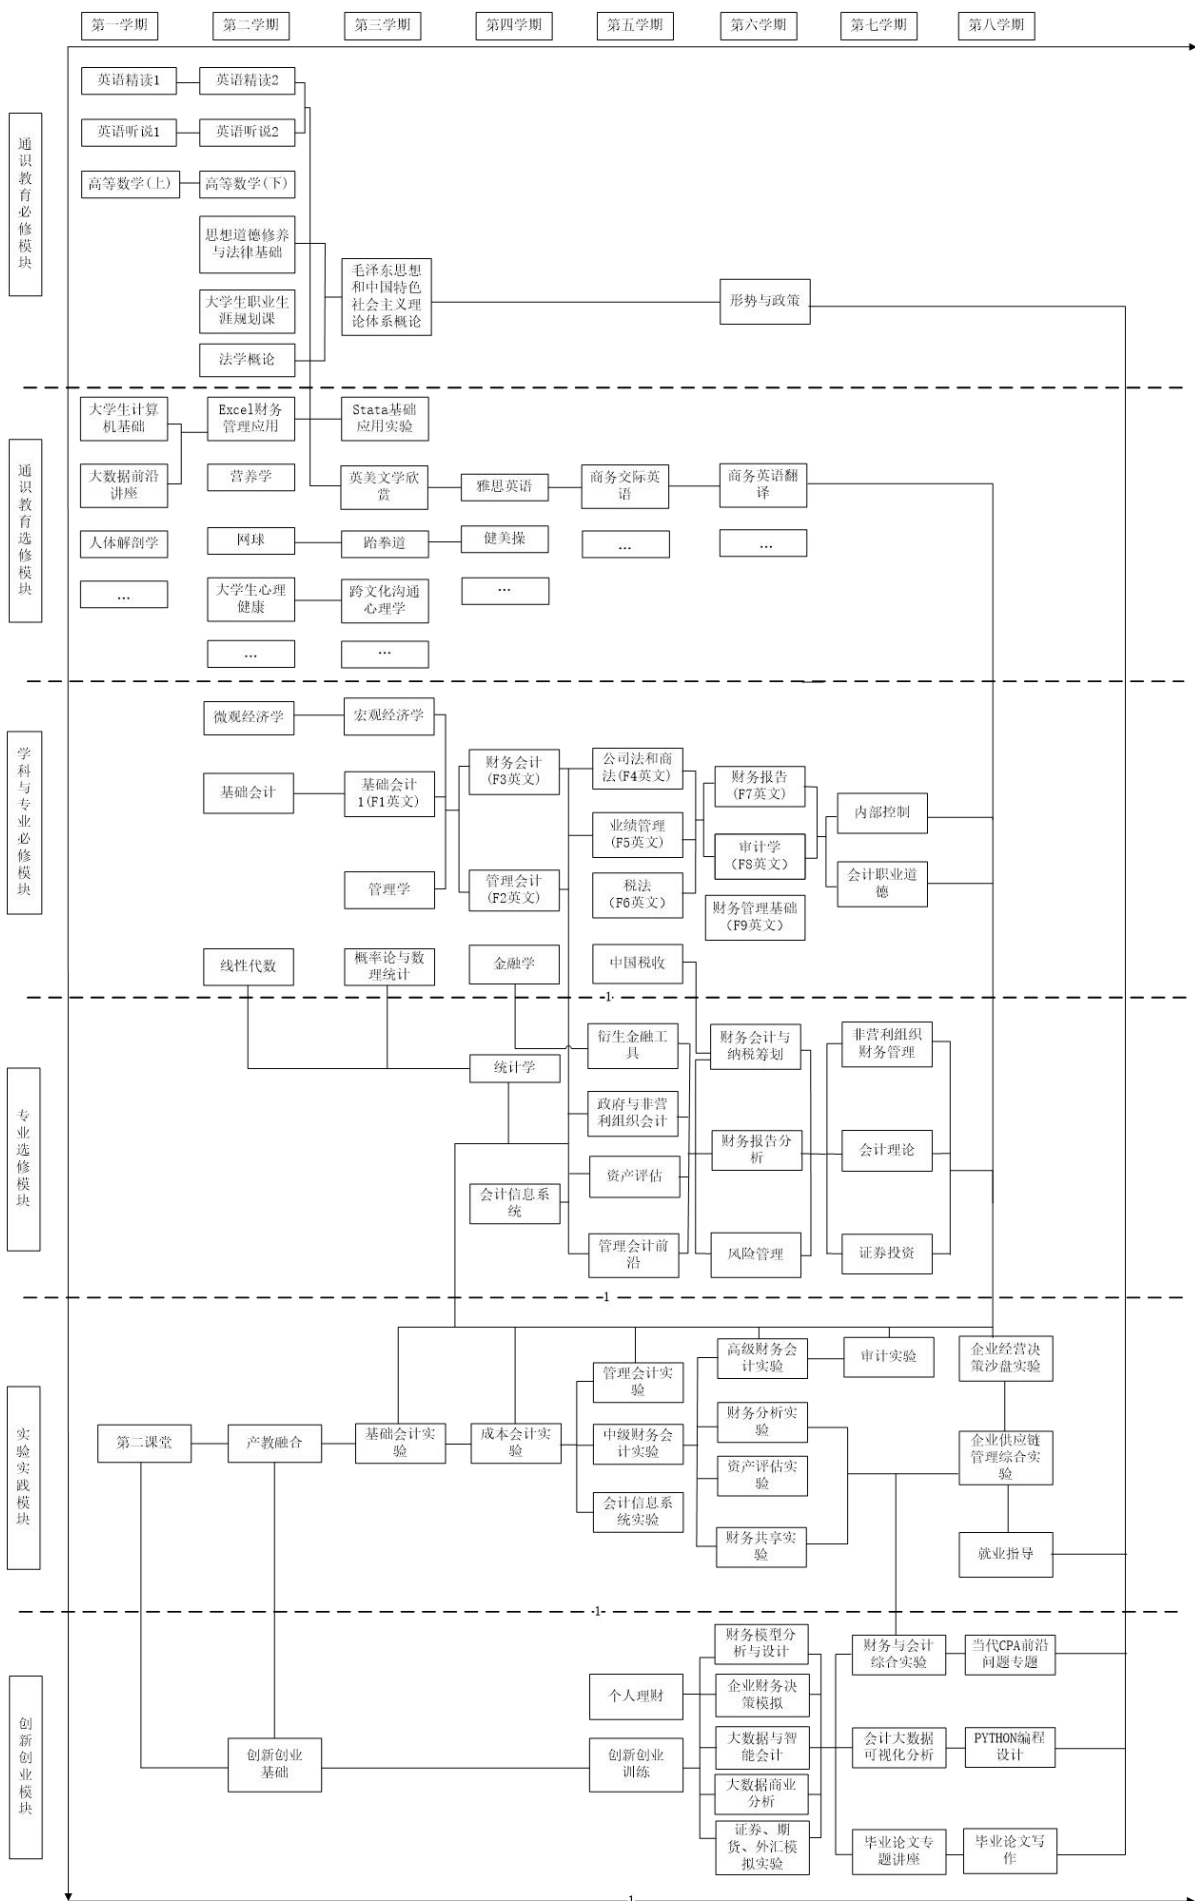 第一学期
第二学期
第三学期
第四学期
第五学期
第六学期
第七学期
第八学期
通识教育必修模块
英语精读1
英语精读2
英语听说1
英语听说2
高等数学(上)
高等数学(下)
思想道德修养
与法律基础
毛泽东思想
和中国特色
社会主义理
论体系概论
形势与政策
大学生职业生
涯规划课
法学概论
通识教育选修模块
大学生计算
机基础
Excel财务
管理应用
Stata基础
应用实验
大数据前沿
讲座
营养学
英美文学欣
赏
雅思英语
商务交际英
语
商务英语翻
译
人体解剖学
网球
跆拳道
健美操
...
...
...
大学生心理
健康
跨文化沟通
心理学
...
...
...
学科与专业必修模块
微观经济学
宏观经济学
财务会计
(F3英文)
公司法和商
法(F4英文)
财务报告
(F7英文)
基础会计
基础会计
1(F1英文)
业绩管理
(F5英文)
内部控制
审计学
(F8英文)
管理学
管理会计
(F2英文)
税法
(F6英文)
会计职业道
德
财务管理基础
(F9英文)
线性代数
概率论与数
理统计
金融学
中国税收
1
专业选修模块
统计学
衍生金融工
具
财务会计与
纳税筹划
非营利组织
财务管理
政府与非营
利组织会计
财务报告分
析
会计理论
会计信息系
统
资产评估
管理会计前
沿
风险管理
证券投资
1
实验实践模块
高级财务会
计实验
审计实验
企业经营决
策沙盘实验
管理会计实
验
财务分析实
验
第二课堂
产教融合
基础会计实
验
成本会计实
验
中级财务会
计实验
企业供应链
管理综合实
验
资产评估实
验
会计信息系
统实验
财务共享实
验
就业指导
1
创新创业模块
财务模型分
析与设计
财务与会计
综合实验
当代CPA前沿
问题专题
个人理财
企业财务决
策模拟
创新创业
基础
创新创业
训练
大数据与智
能会计
会计大数据
可视化分析
PYTHON编程
设计
大数据商业
分析
证券、期
货、外汇模
拟实验
毕业论文专
题讲座
毕业论文写
作
1